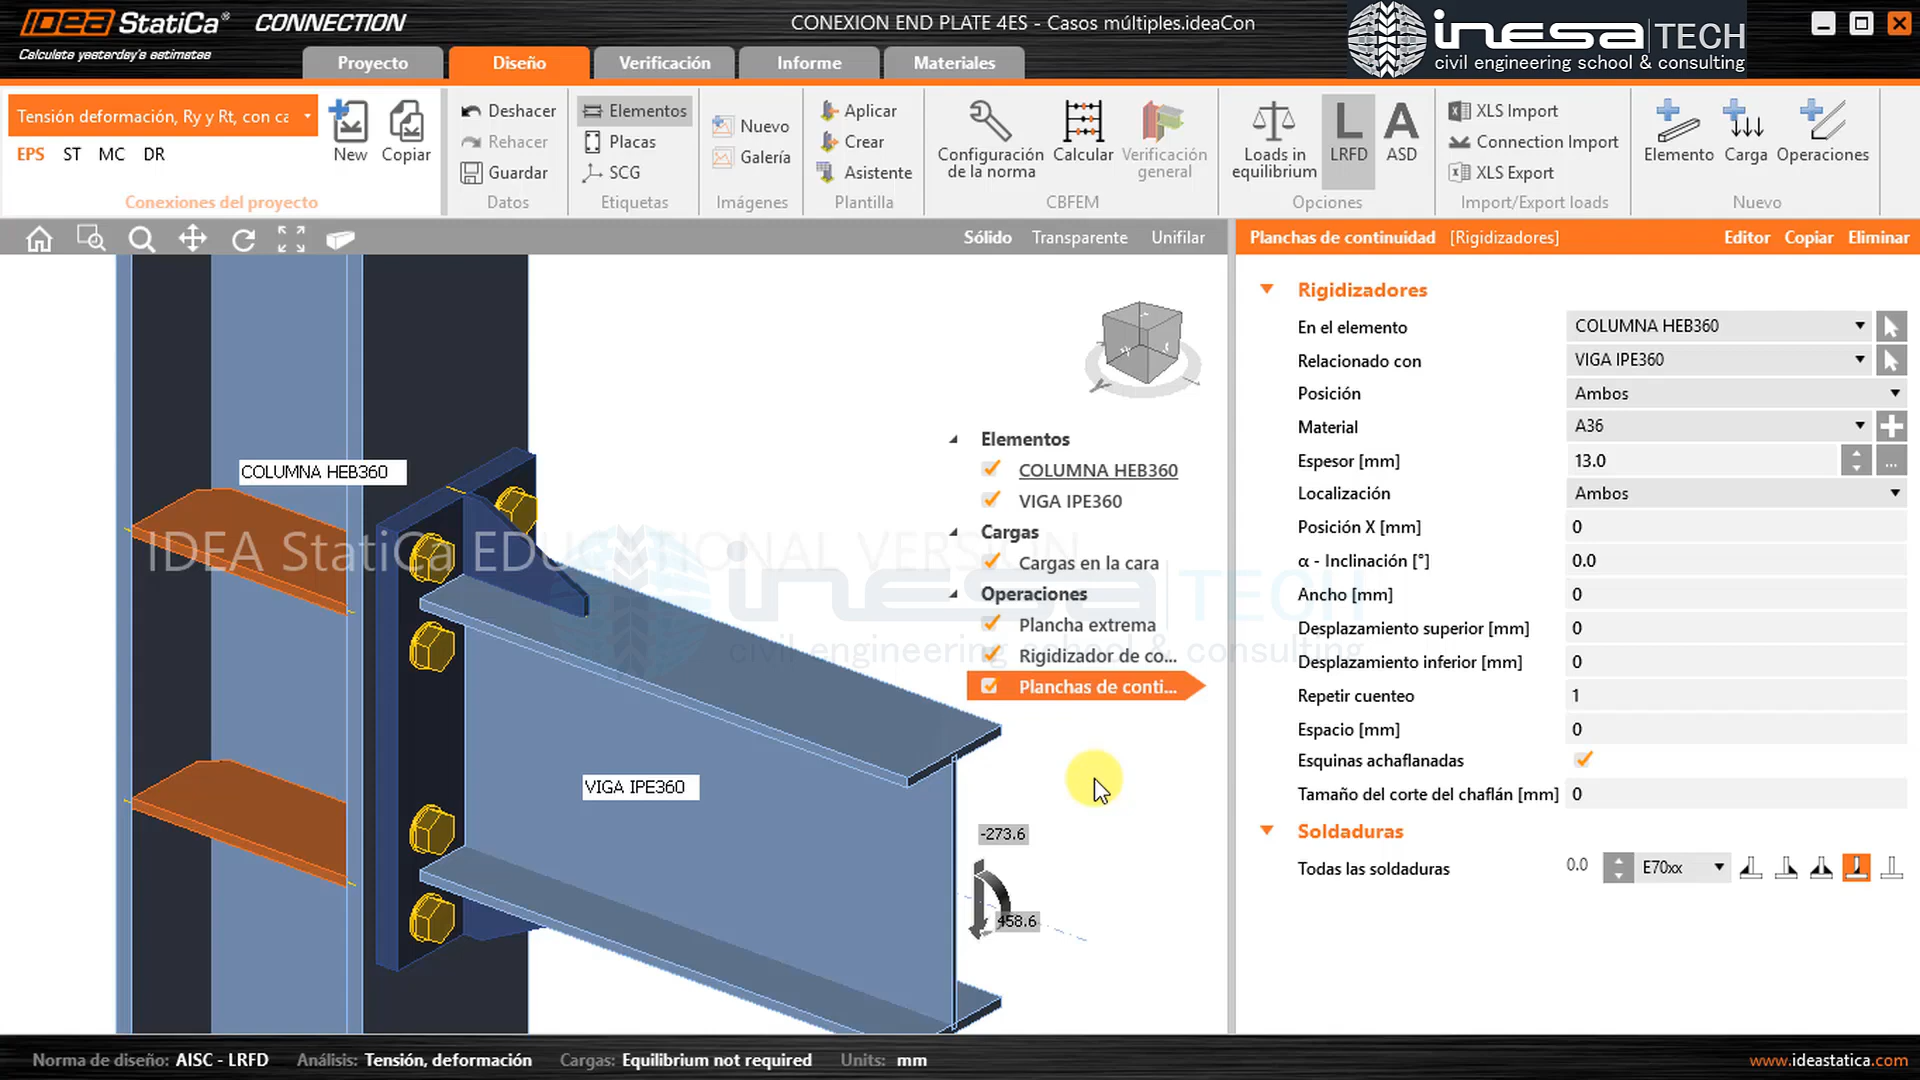 IDEA StatiCa® CONNECTION
Calculate yesterday's estimates
CONEXION END PLATE 4ES - Casos múltiples.ideaCon
inesa TECH
civil engineering school & consulting
Proyecto
Diseño
Verificación
Informe
Materiales
Tensión deformación, Ry y Rt, con ca
EPS ST MC DR
New
Copiar
Conexiones del proyecto
Deshacer
Rehacer
Guardar
Datos
Elementos
Placas
SCG
Etiquetas
Nuevo
Galería
Imágenes
Aplicar
Crear
Asistente
Plantilla
Configuración de la norma
Calcular
Verificación general
CBFEM
Loads in equilibrium
LRFD
ASD
Opciones
XLS Import
Connection Import
XLS Export
Import/Export loads
Elemento
Carga
Operaciones
Nuevo
Sólido Transparente Unifilar
Planchas de continuidad [Rigidizadores]
Editor Copiar Eliminar
COLUMNA HEB360
VIGA IPE360
-273.6
458.6
IDEA StatiCa EDUCATIONAL VERSION
inesa TECH
civil engineering school & consulting
Elementos
COLUMNA HEB360
VIGA IPE360
Cargas
Cargas en la cara
Operaciones
Plancha extrema
Rigidizador de co...
Planchas de conti...
Rigidizadores
En el elemento COLUMNA HEB360
Relacionado con VIGA IPE360
Posición Ambos
Material A36
Espesor [mm] 13.0
Localización Ambos
Posición X [mm] 0
α - Inclinación [°] 0.0
Ancho [mm] 0
Desplazamiento superior [mm] 0
Desplazamiento inferior [mm] 0
Repetir cuenteo 1
Espacio [mm] 0
Esquinas achaflanadas
Tamaño del corte del chaflán [mm] 0
Soldaduras
Todas las soldaduras 0.0 E70xx
Norma de diseño: AISC - LRFD Análisis: Tensión, deformación Cargas: Equilibrium not required Units: mm
www.ideastatica.com